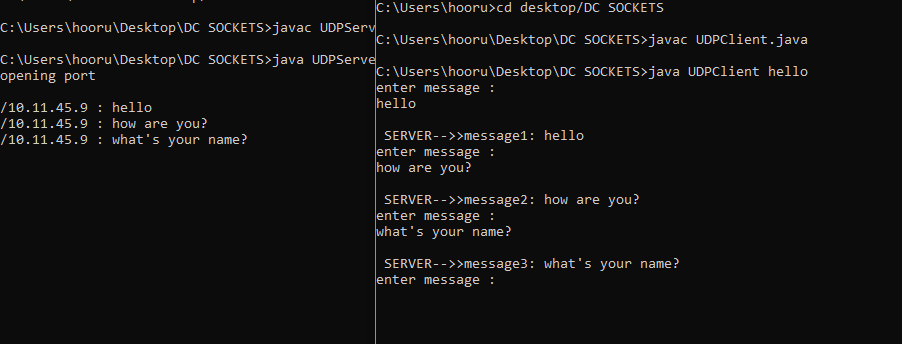 C:\Users\hooru\Desktop\DC SOCKETS>javac UDPServ
C:\Users\hooru\Desktop\DC SOCKETS>java UDPServe
opening port
/10.11.45.9 : hello
/10.11.45.9 : how are you?
/10.11.45.9 : what's your name?
C:\Users\hooru>cd desktop/DC SOCKETS
C:\Users\hooru\Desktop\DC SOCKETS>javac UDPClient.java
C:\Users\hooru\Desktop\DC SOCKETS>java UDPClient hello
enter message :
hello
SERVER-->>message1: hello
enter message :
how are you?
SERVER-->>message2: how are you?
enter message :
what's your name?
SERVER-->>message3: what's your name?
enter message :